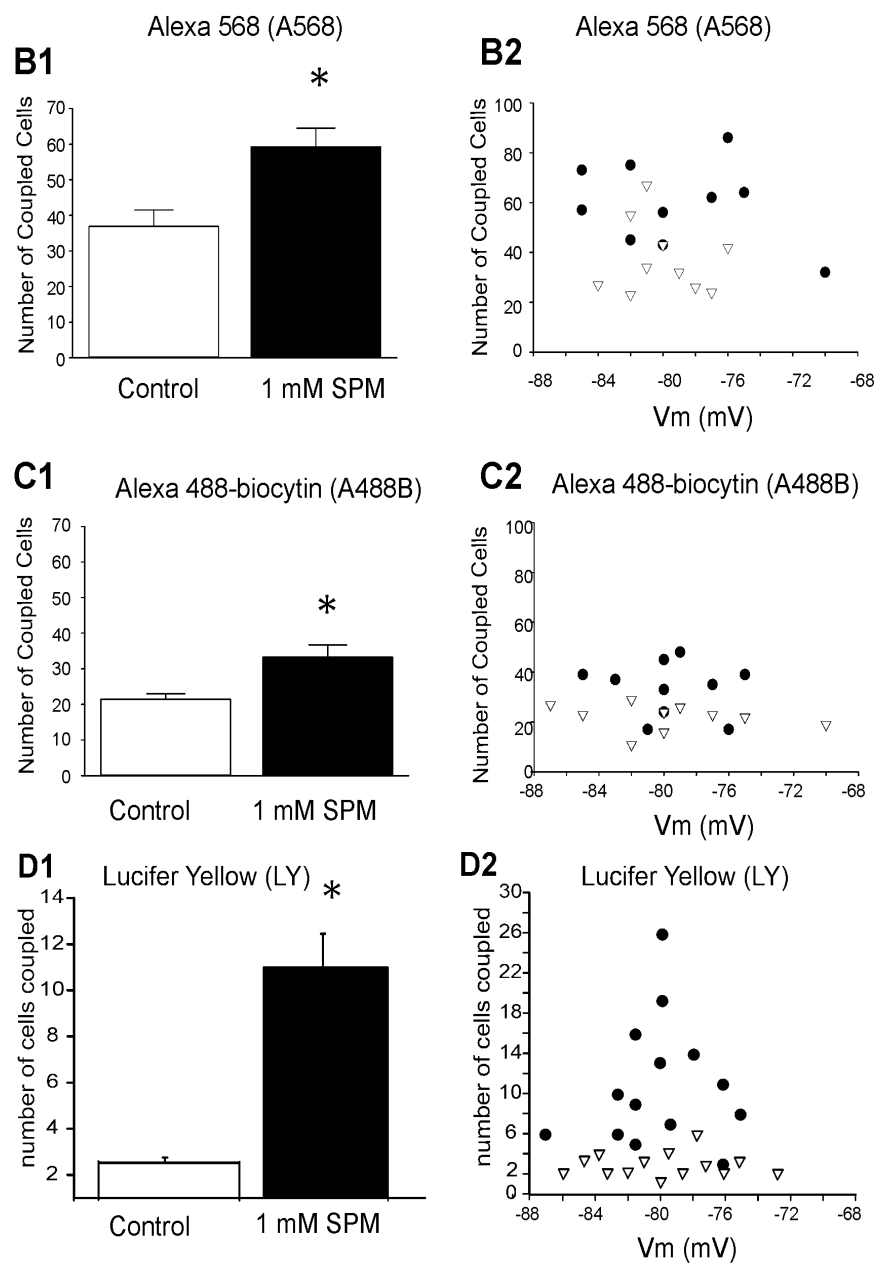 Alexa 568 (A568)
B1
*
Number of Coupled Cells
70
60
50
40
30
20
10
0
Control
1 mM SPM
Alexa 568 (A568)
B2
Number of Coupled Cells
100
80
60
40
20
0
-88 -84 -80 -76 -72 -68
Vm (mV)
C1
Alexa 488-biocytin (A488B)
*
Number of Coupled Cells
70
60
50
40
30
20
10
0
Control
1 mM SPM
C2
Alexa 488-biocytin (A488B)
Number of Coupled Cells
100
80
60
40
20
0
-88 -84 -80 -76 -72 -68
Vm (mV)
D1
Lucifer Yellow (LY)
*
number of cells coupled
14
12
10
8
6
4
2
Control
1 mM SPM
D2
Lucifer Yellow (LY)
number of cells coupled
30
26
22
18
14
10
6
2
0
-88 -84 -80 -76 -72 -68
Vm (mV)